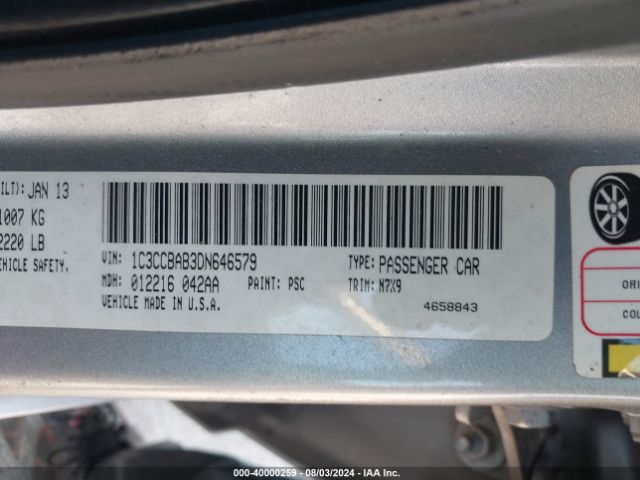 ILT): JAN 13
1007 KG
2220 LB
EHICLE SAFETY.
VIN: 1C3CCBAB3DN646579
TYPE: PASSENGER CAR
MDH: 012216 042AA
PAINT: PSC
TRIM: N7X9
VEHICLE MADE IN U.S.A.
4658843
ORI
COL
000-40000259 - 08/03/2024 - IAA Inc.